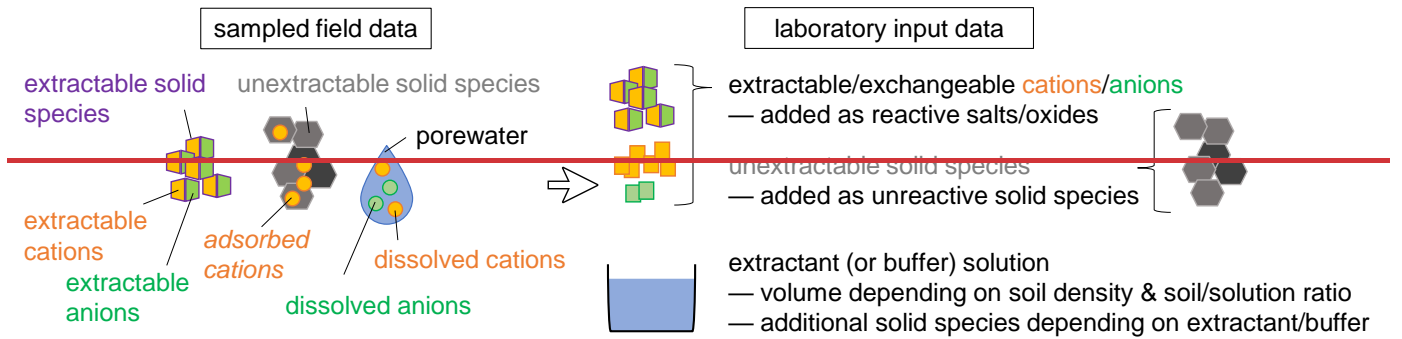 sampled field data
laboratory input data
extractable solid
species
unextractable solid species
porewater
extractable
cations
extractable
anions
adsorbed
cations
dissolved cations
dissolved anions
extractable/exchangeable cations/anions
— added as reactive salts/oxides
unextractable solid species
— added as unreactive solid species
extractant (or buffer) solution
— volume depending on soil density & soil/solution ratio
— additional solid species depending on extractant/buffer